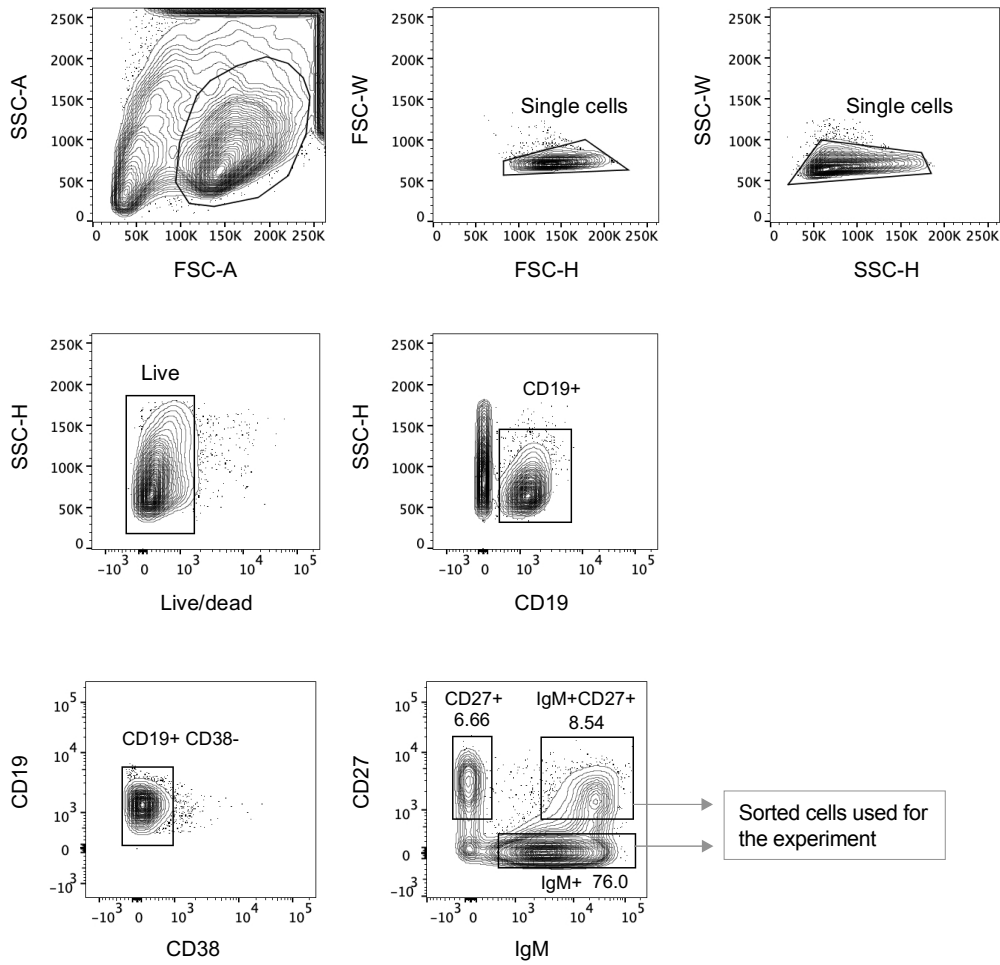 250K
200K
150K
100K
50K
0
SSC-A
0 50K 100K 150K 200K 250K
FSC-A
250K
200K
150K
100K
50K
0
FSC-W
Single cells
0 50K 100K 150K 200K 250K
FSC-H
250K
200K
150K
100K
50K
0
SSC-W
Single cells
0 50K 100K 150K 200K 250K
SSC-H
250K
200K
150K
100K
50K
0
SSC-H
Live
-10³ 0 10³ 10⁴ 10⁵
Live/dead
250K
200K
150K
100K
50K
0
SSC-H
CD19+
-10³ 0 10³ 10⁴ 10⁵
CD19
10⁵
10⁴
10³
0
-10³
CD19
CD19+ CD38-
-10³ 0 10³ 10⁴ 10⁵
CD38
10⁵
10⁴
10³
0
-10³
CD27
CD27+
6.66
IgM+CD27+
8.54
IgM+ 76.0
-10³ 0 10³ 10⁴ 10⁵
IgM
Sorted cells used for
the experiment